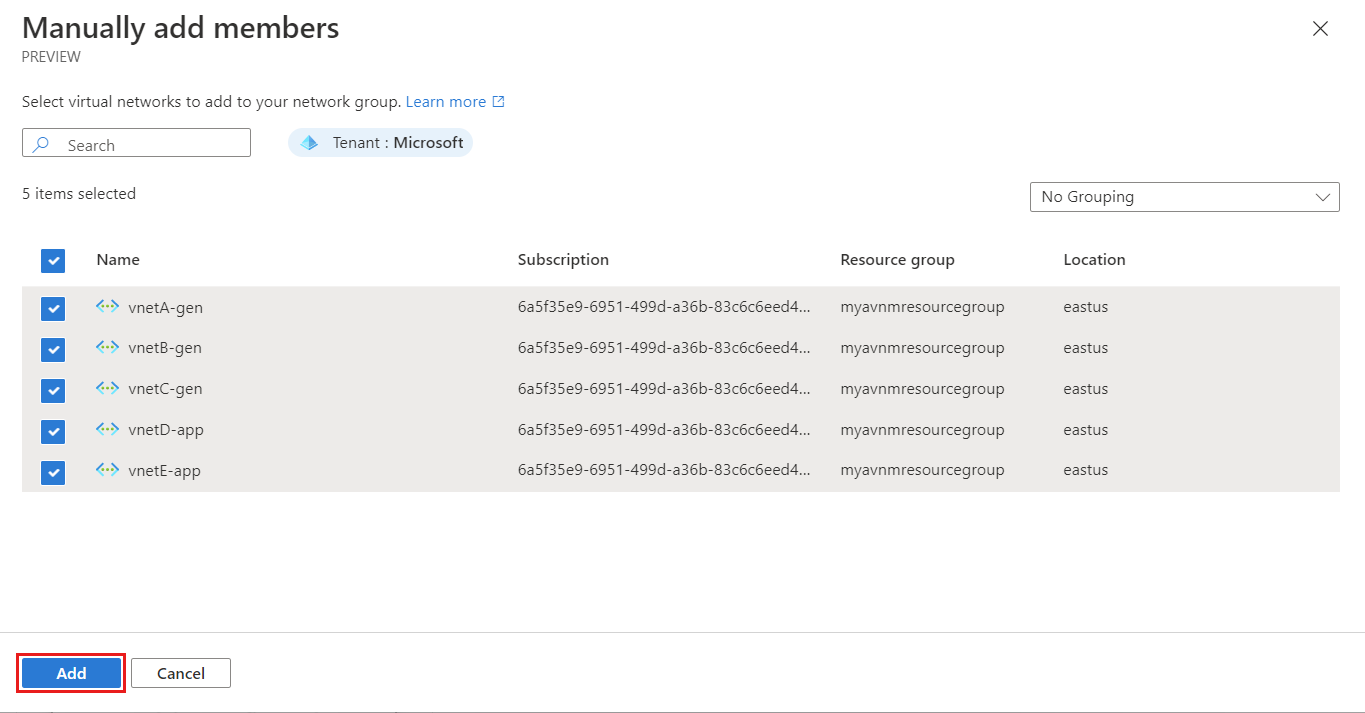 Manually add members
PREVIEW
Select virtual networks to add to your network group. Learn more
Search
Tenant : Microsoft
5 items selected
No Grouping
Name Subscription Resource group Location
vnetA-gen 6a5f35e9-6951-499d-a36b-83c6c6eed4... myavnmresourcegroup eastus
vnetB-gen 6a5f35e9-6951-499d-a36b-83c6c6eed4... myavnmresourcegroup eastus
vnetC-gen 6a5f35e9-6951-499d-a36b-83c6c6eed4... myavnmresourcegroup eastus
vnetD-app 6a5f35e9-6951-499d-a36b-83c6c6eed4... myavnmresourcegroup eastus
vnetE-app 6a5f35e9-6951-499d-a36b-83c6c6eed4... myavnmresourcegroup eastus
Add Cancel